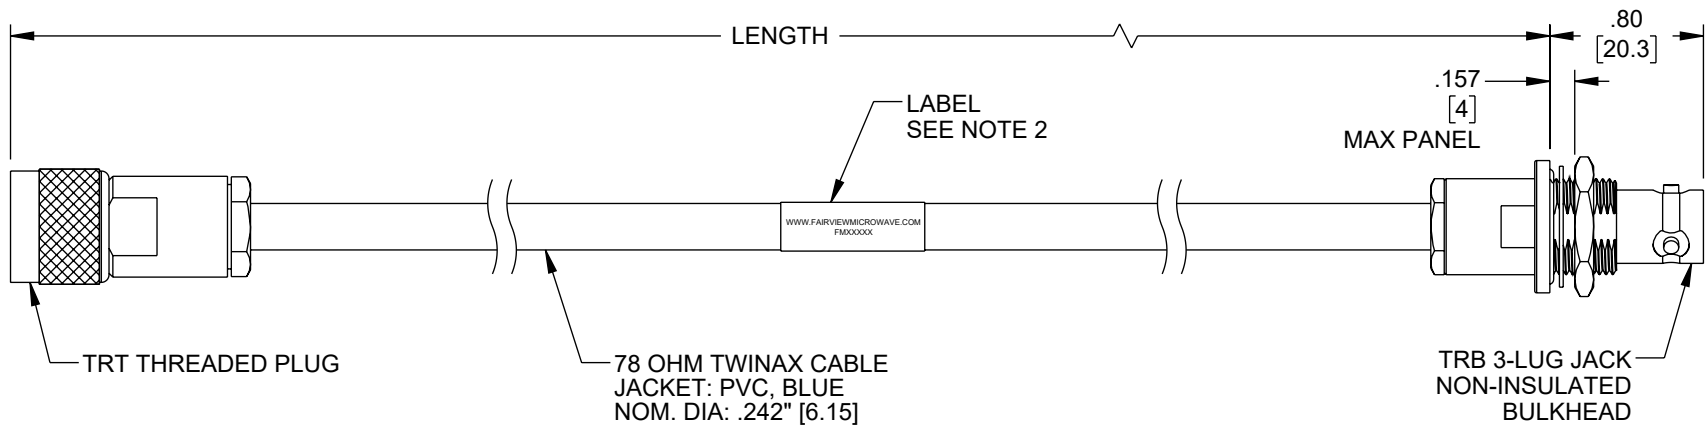 LENGTH
.80
[20.3]
.157
[4]
MAX PANEL
LABEL
SEE NOTE 2
WWW.FAIRVIEWMICROWAVE.COM
FMXXXXX
TRT THREADED PLUG
78 OHM TWINAX CABLE
JACKET: PVC, BLUE
NOM. DIA: .242" [6.15]
TRB 3-LUG JACK
NON-INSULATED
BULKHEAD